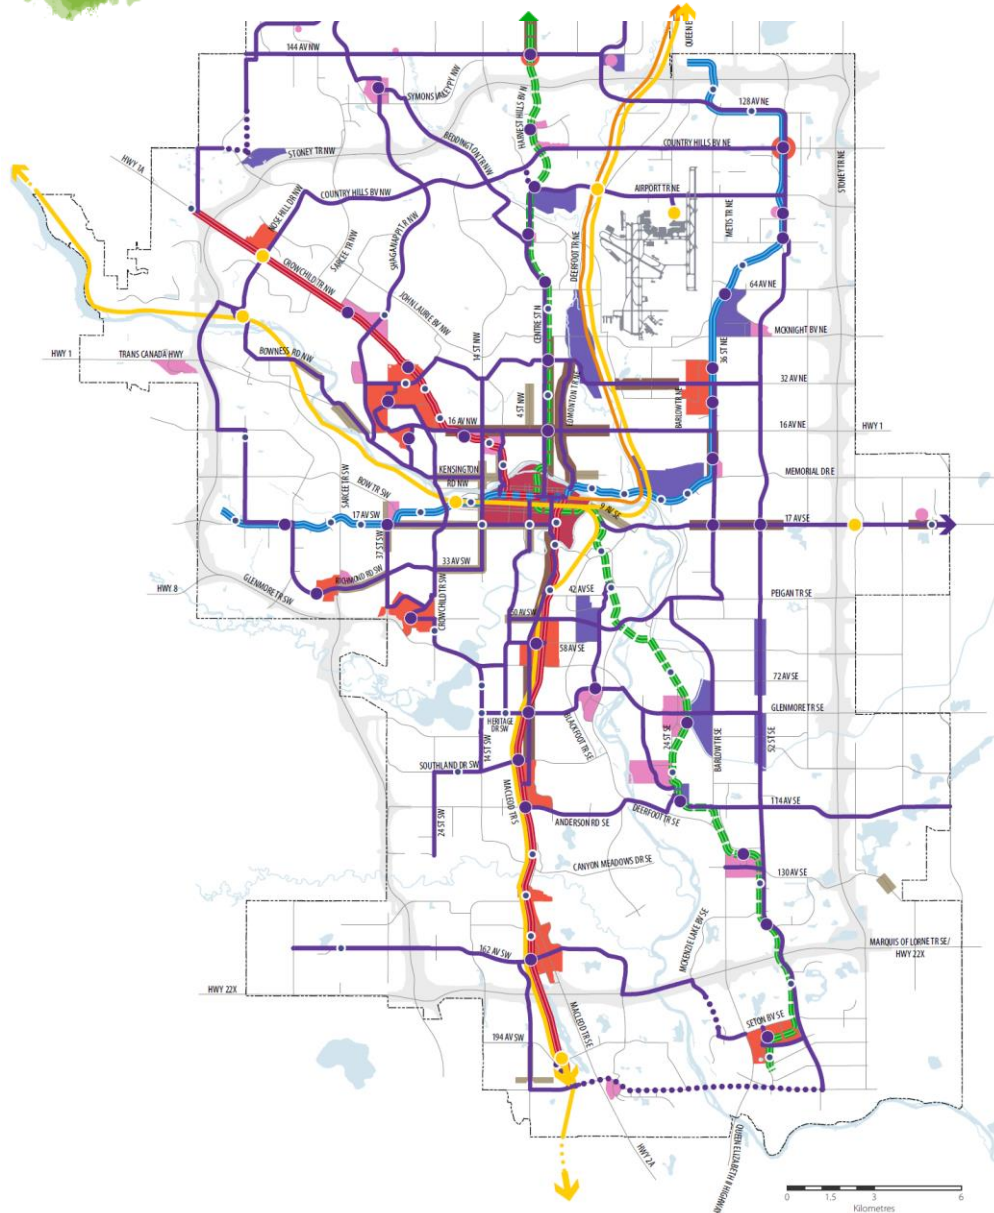 QUEEN E
144 AV NW
SYMONS VALLEY PY NW
HARVEST HILLS BV N
128 AV NE
BEDDINGTON TR NW
COUNTRY HILLS BV NE
STONEY TR NW
STONEY TR NE
HWY 1A
AIRPORT TR NE
COUNTRY HILLS BV NW
NOSE HILL DR NW
SARCEE TR NW
SHAGANAPPI TR NW
METIS TR NE
DEERFOOT TR NE
CROWCHILD TR NW
64 AV NE
JOHN LAURIE BV NW
CENTRE ST N
MCKNIGHT BV NE
14 ST NW
36 ST NE
HWY 1
TRANS CANADA HWY
BOWNESS RD NW
32 AV NE
EDMONTON TR NE
BARLOW TR NE
4 ST NW
16 AV NW
16 AV NE
HWY 1
KENSINGTON
RD NW
MEMORIAL DR E
SARCEE TR SW
BOW TR SW
9 AV SE
17 AV SW
17 AV SE
37 ST SW
33 AV SW
RICHMOND RD SW
HWY 8
GLENMORE TR SW
CROWCHILD TR SW
42 AV SE
PEIGAN TR SE
50 AV SW
58 AV SE
72 AV SE
GLENMORE TR SE
HERITAGE
DR SW
14 ST SW
BLACKFOOT TR SE
24 ST SE
BARLOW TR SE
52 ST SE
SOUTHLAND DR SW
MACLEOD TR S
24 ST SW
114 AV SE
DEERFOOT TR SE
ANDERSON RD SE
CANYON MEADOWS DR SE
130 AV SE
MCKENZIE LAKE BV SE
162 AV SW
MARQUIS OF LORNE TR SE/
HWY 22X
HWY 22X
MACLEOD TR SE
SETON BV SE
194 AV SW
HWY 2A
QUEEN ELIZABETH II HIGHWAY
0 1.5 3 6
Kilometres